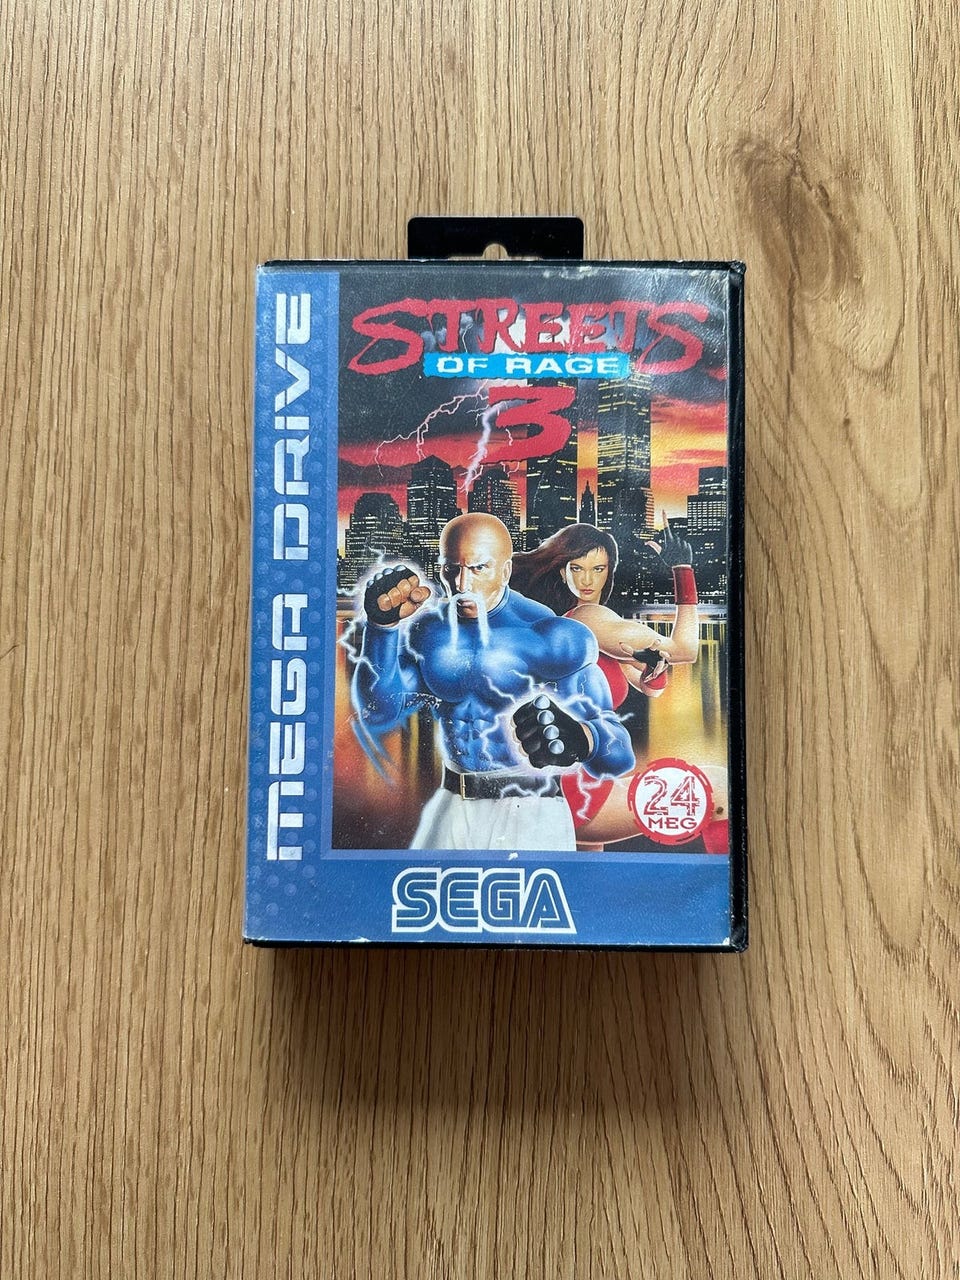 MEGA DRIVE
STREETS
OF RAGE
3
24
MEG
SEGA